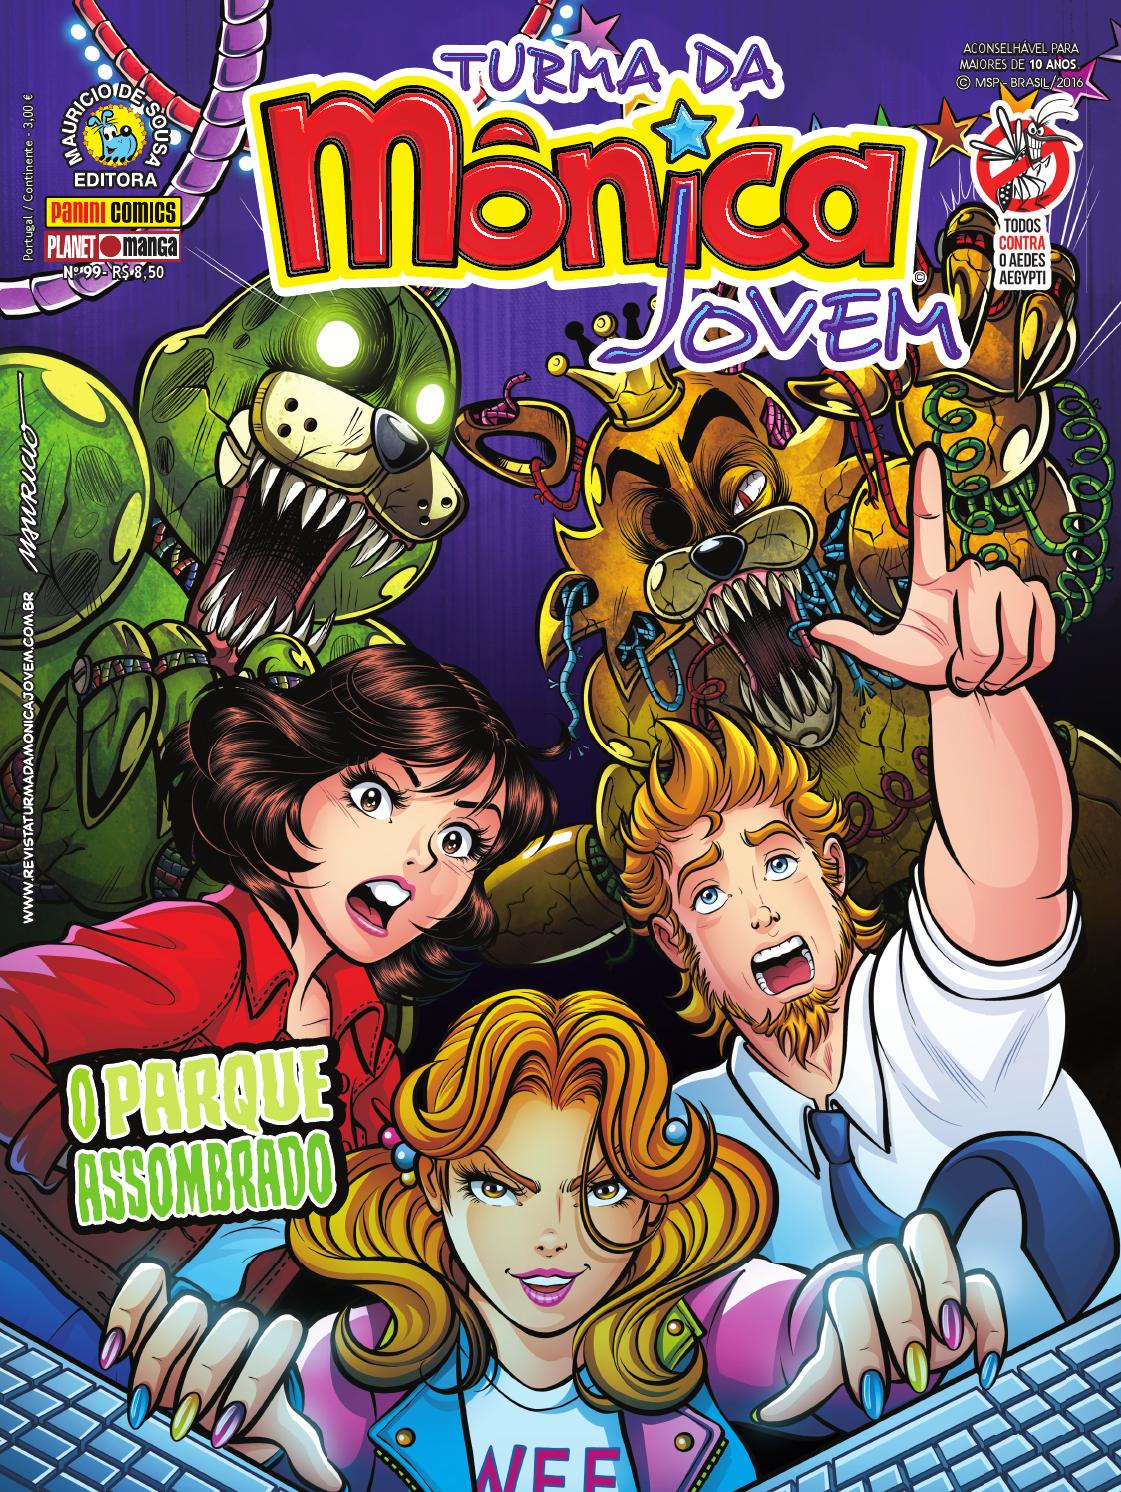 TURMA DA
Mônica
JOVEM
ACONSELHÁVEL PARA
MAIORES DE 10 ANOS.
© MSP - BRASIL/2016
MAURICIO DE SOUSA
EDITORA
PANINI COMICS
PLANET manga
Nº 99 - R$ 8,50
Portugal / Continente - 3,00 €
TODOS
CONTRA
O AEDES
AEGYPTI
©
MAURICIO
WWW.REVISTATURMADAMONICAJOVEM.COM.BR
O PARQUE
ASSOMBRADO
WEE